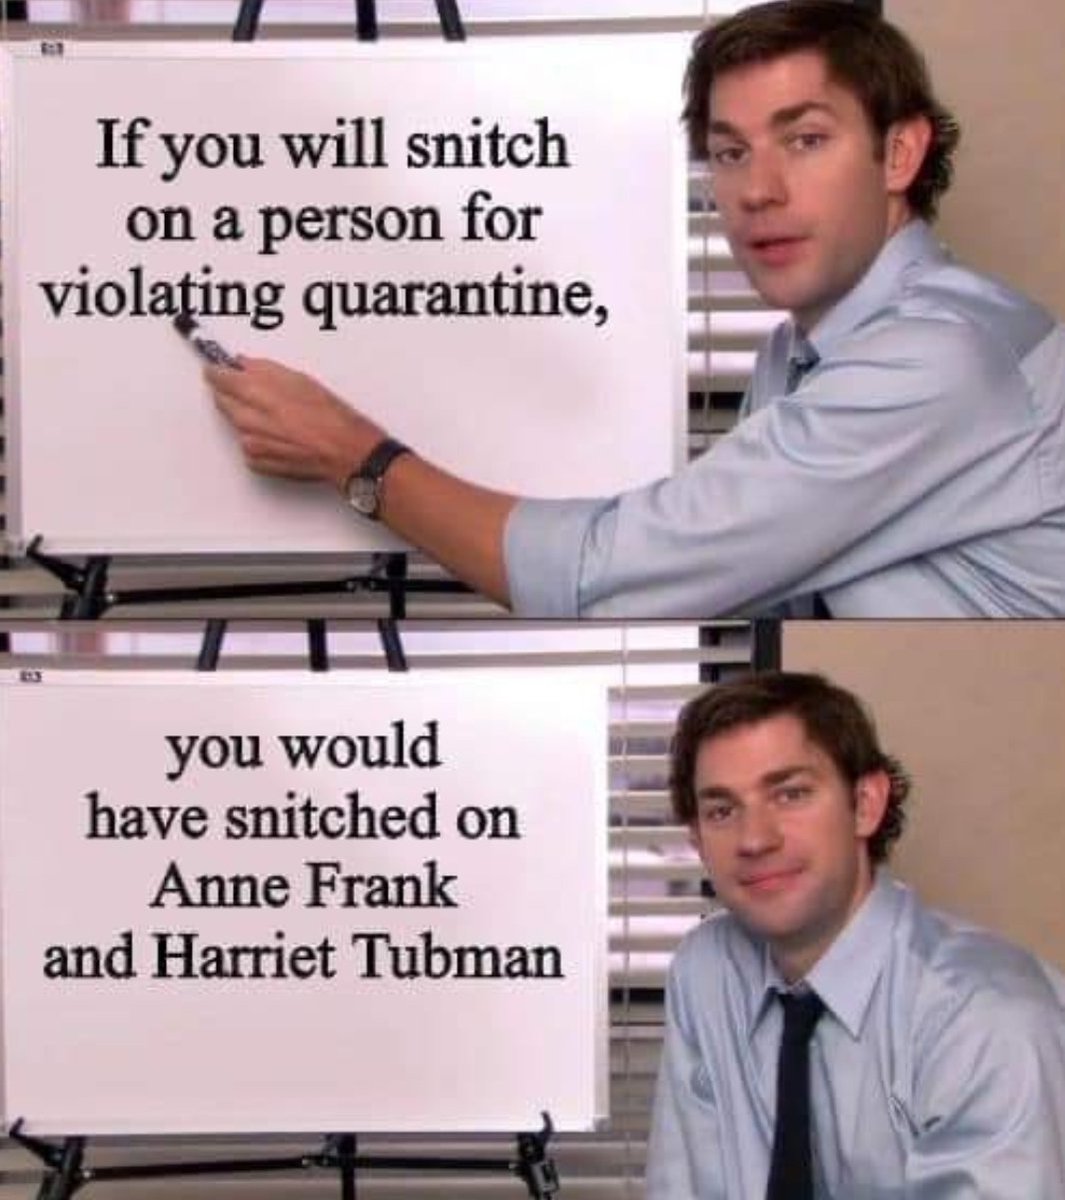 If you will snitch
on a person for
violating quarantine,
you would
have snitched on
Anne Frank
and Harriet Tubman